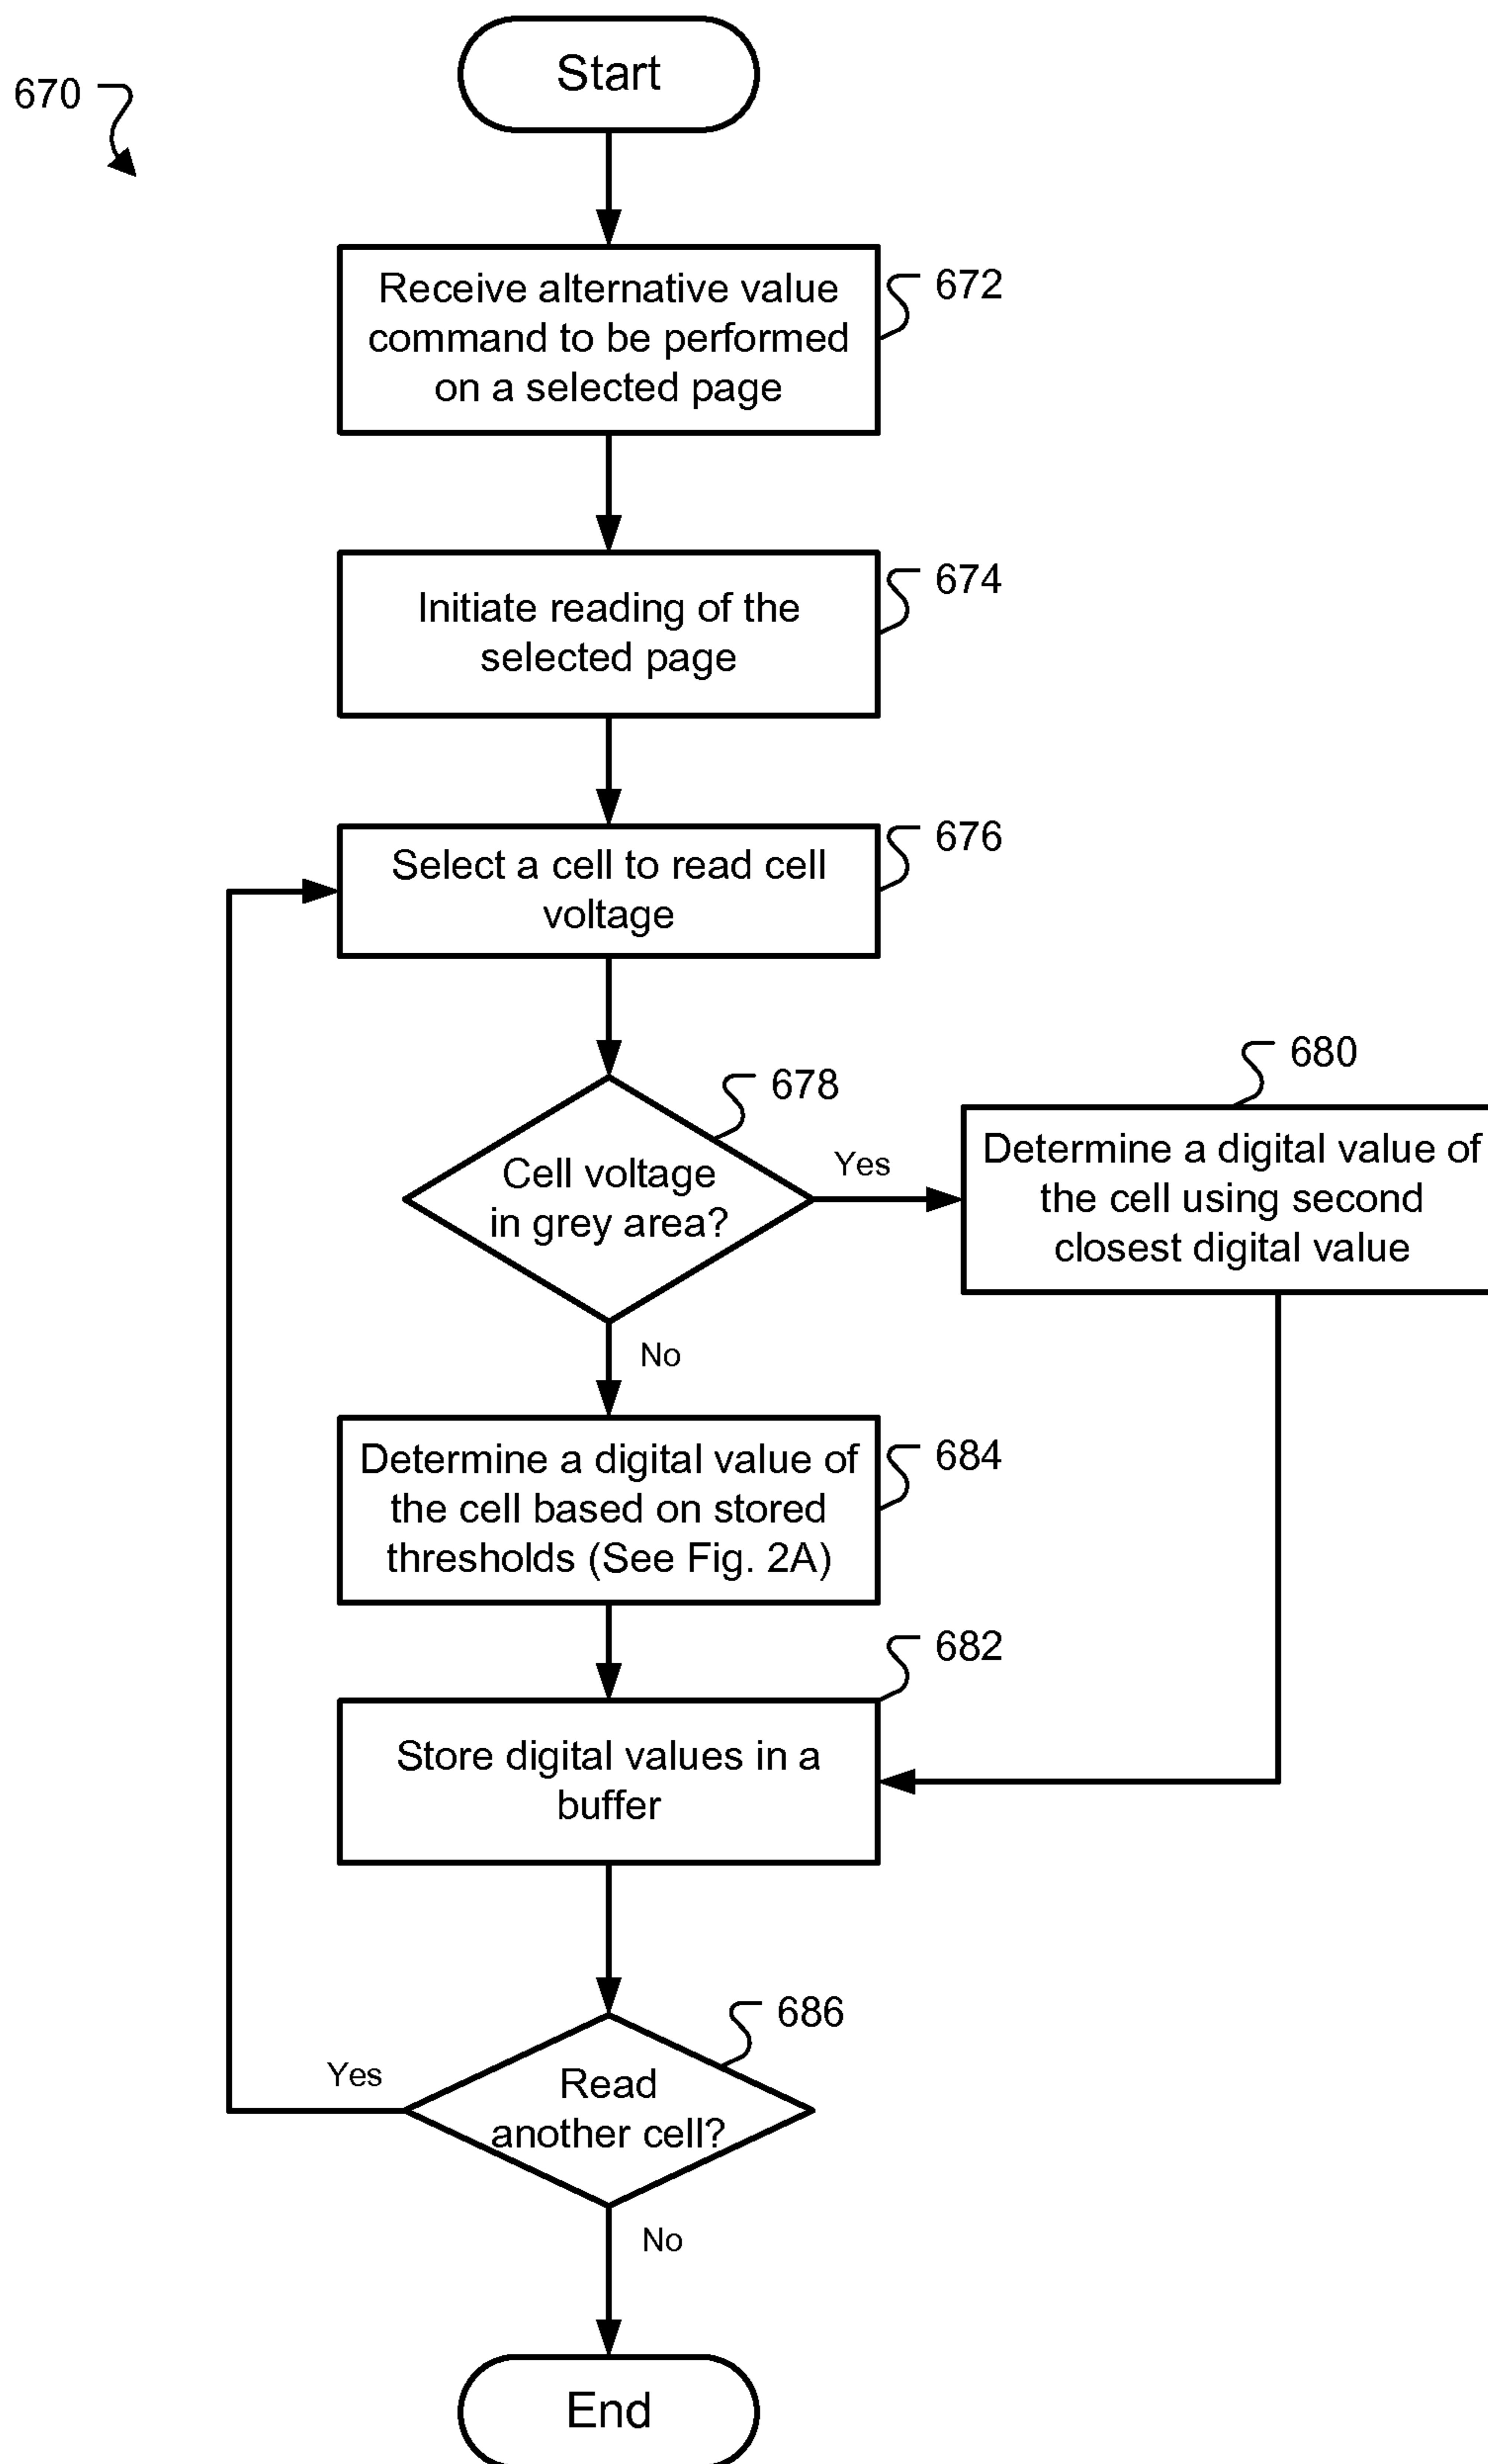 Start
670
Receive alternative value
command to be performed
on a selected page
672
Initiate reading of the
selected page
674
Select a cell to read cell
voltage
676
Cell voltage
in grey area?
678
Yes
Determine a digital value of
the cell using second
closest digital value
680
No
Determine a digital value of
the cell based on stored
thresholds (See Fig. 2A)
684
Store digital values in a
buffer
682
Read
another cell?
686
Yes
No
End